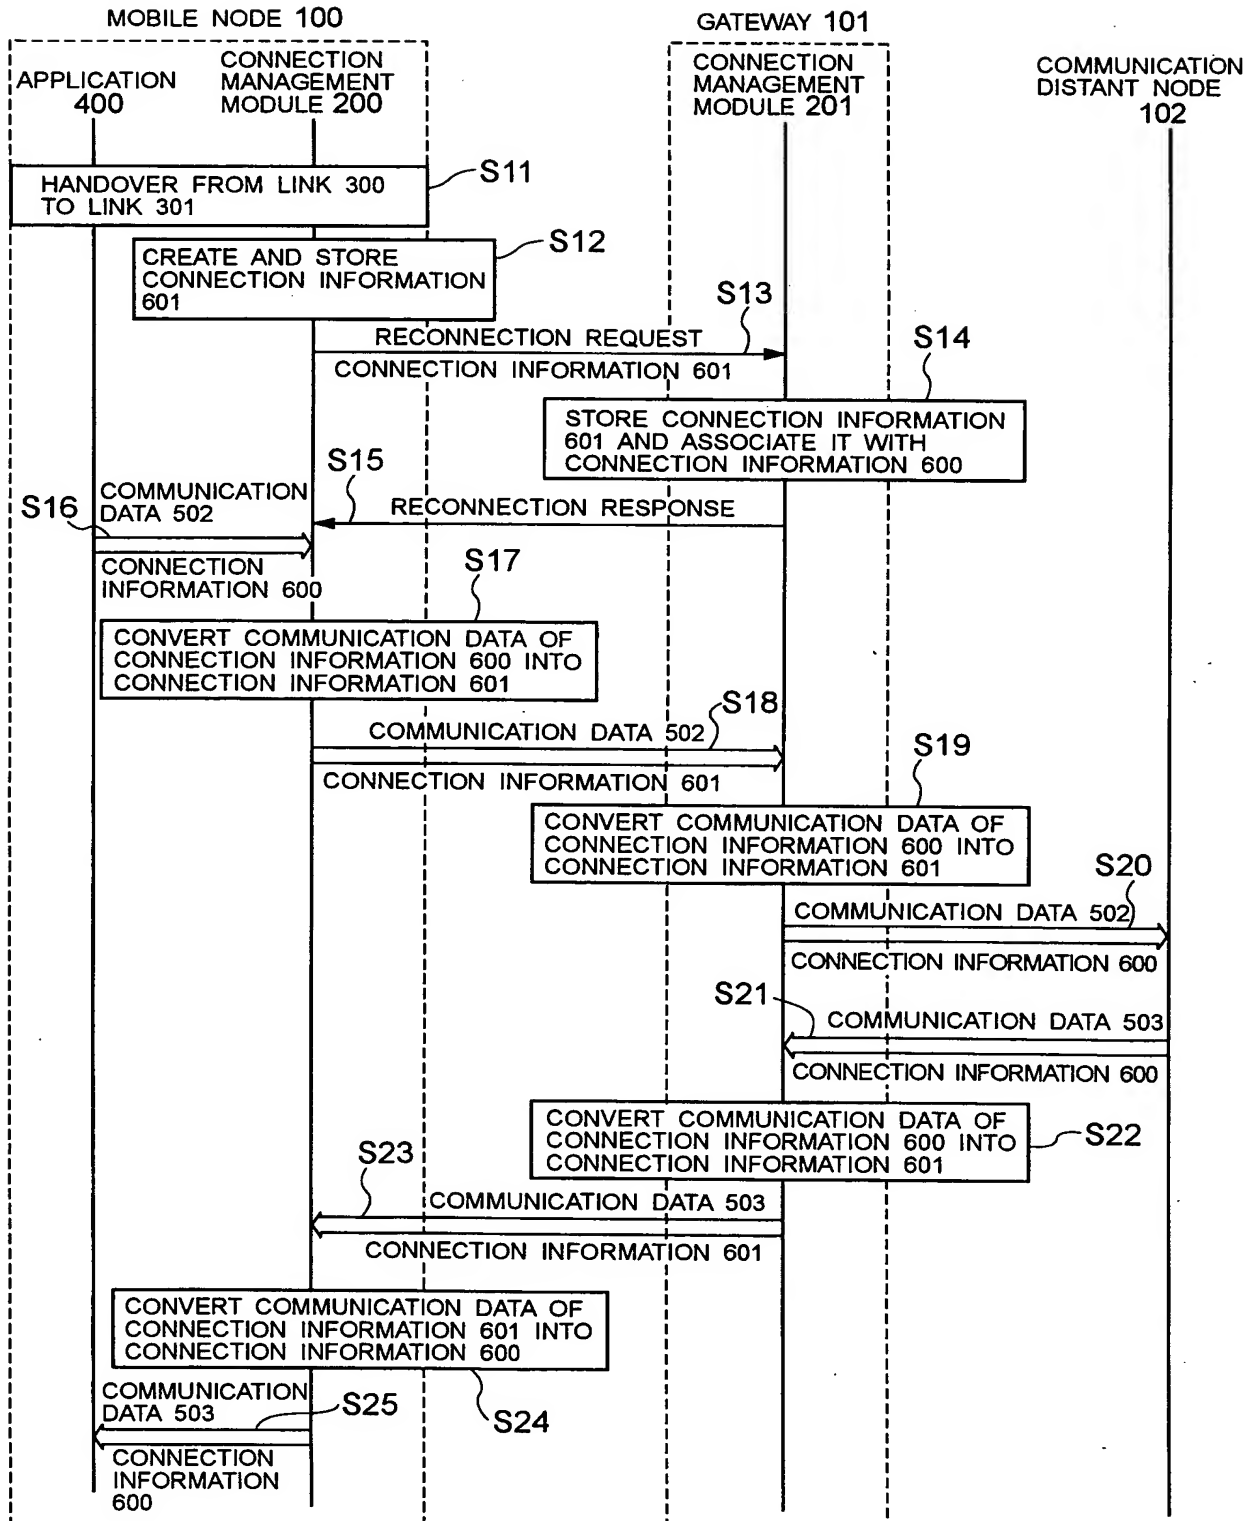 MOBILE NODE 100
GATEWAY 101
APPLICATION
400
CONNECTION
MANAGEMENT
MODULE 200
CONNECTION
MANAGEMENT
MODULE 201
COMMUNICATION
DISTANT NODE
102
HANDOVER FROM LINK 300
TO LINK 301
S11
CREATE AND STORE
CONNECTION INFORMATION
601
S12
S13
RECONNECTION REQUEST
CONNECTION INFORMATION 601
S14
STORE CONNECTION INFORMATION
601 AND ASSOCIATE IT WITH
CONNECTION INFORMATION 600
S15
RECONNECTION RESPONSE
S16
COMMUNICATION
DATA 502
CONNECTION
INFORMATION 600
S17
CONVERT COMMUNICATION DATA OF
CONNECTION INFORMATION 600 INTO
CONNECTION INFORMATION 601
S18
COMMUNICATION DATA 502
CONNECTION INFORMATION 601
S19
CONVERT COMMUNICATION DATA OF
CONNECTION INFORMATION 600 INTO
CONNECTION INFORMATION 601
S20
COMMUNICATION DATA 502
CONNECTION INFORMATION 600
S21
COMMUNICATION DATA 503
CONNECTION INFORMATION 600
CONVERT COMMUNICATION DATA OF
CONNECTION INFORMATION 600 INTO
CONNECTION INFORMATION 601
S22
S23
COMMUNICATION DATA 503
CONNECTION INFORMATION 601
CONVERT COMMUNICATION DATA OF
CONNECTION INFORMATION 601 INTO
CONNECTION INFORMATION 600
S24
COMMUNICATION
DATA 503
S25
CONNECTION
INFORMATION
600